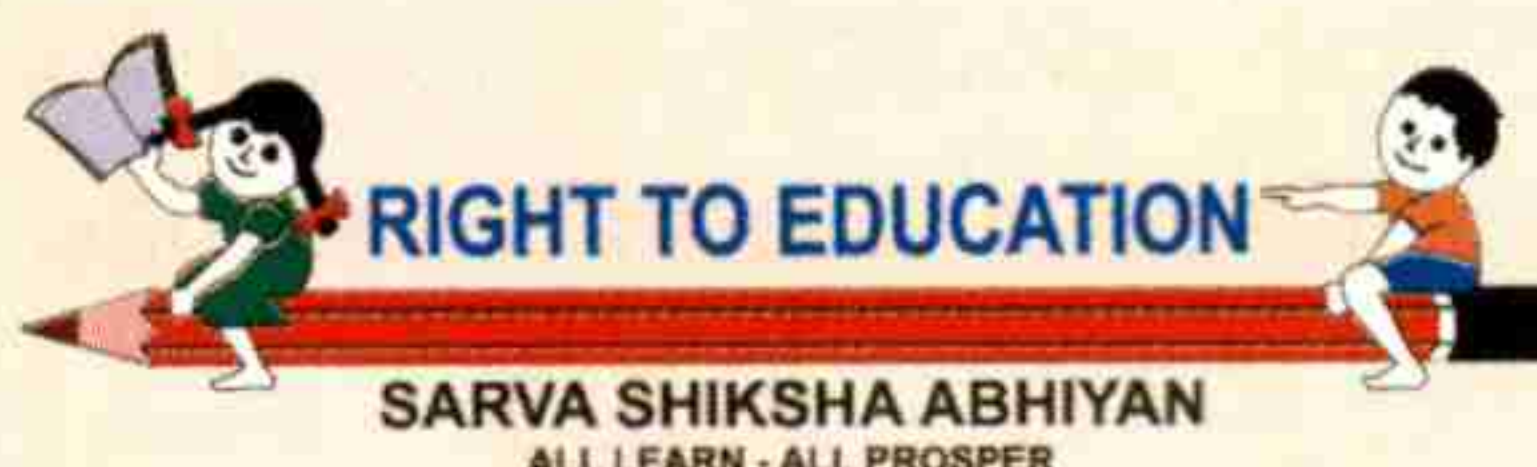 RIGHT TO EDUCATION
SARVA SHIKSHA ABHIYAN
ALL LEARN - ALL PROSPER